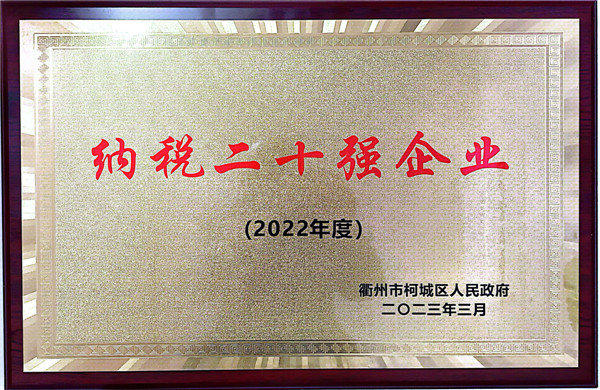 纳税二十强企业
(2022年度)
衢州市柯城区人民政府
二〇二三年三月